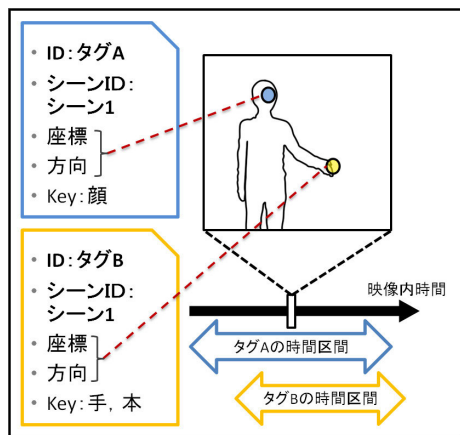 • ID:タグA
• シーンID:
シーン1
• 座標
• 方向
• Key:顔
• ID:タグB
• シーンID:
シーン1
• 座標
• 方向
• Key:手, 本
映像内時間
タグAの時間区間
タグBの時間区間